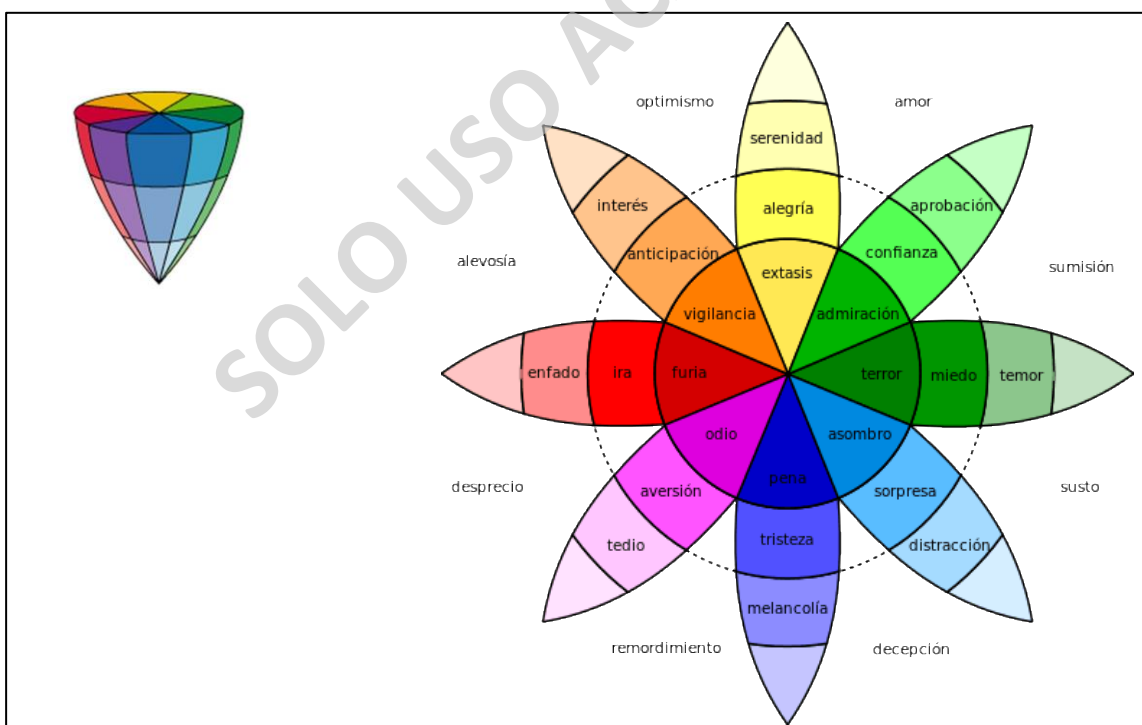 SOLO USO AC
optimismo
amor
serenidad
interés
alegría
aprobación
anticipación
confianza
alevosía
extasis
sumisión
vigilancia
admiración
enfado
ira
furia
terror
miedo
temor
odio
asombro
desprecio
aversión
pena
sorpresa
susto
tedio
tristeza
distracción
melancolía
remordimiento
decepción